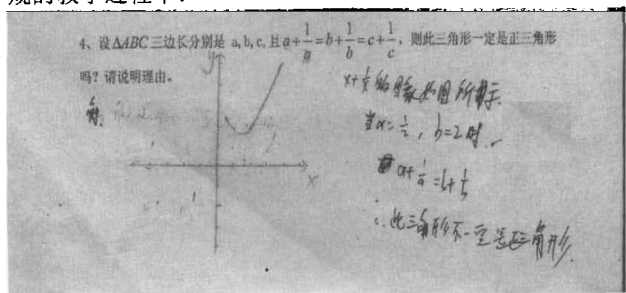 规的教学过程中.
4、设ΔABC三边长分别是 a,b,c,且a+1/a=b+1/b=c+1/c,则此三角形一定是正三角形
吗?请说明理由。
y
x
x+1/x的图象如图所示.
当a=1/2,b=2时.
a+1/a=b+1/b
∴此三角形不一定是正三角形.